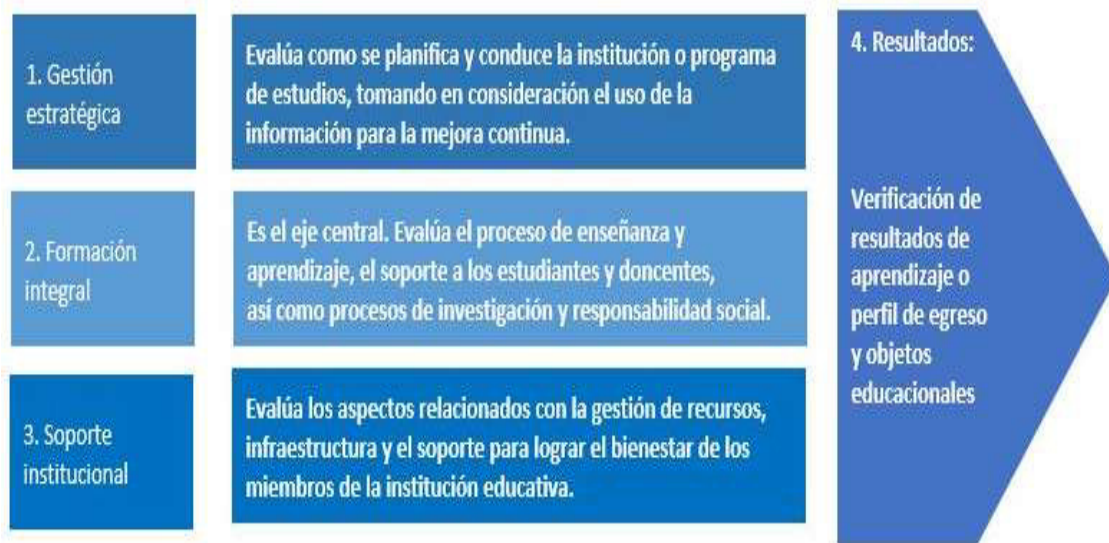 1. Gestión
estratégica
Evalúa como se planifica y conduce la institución o programa
de estudios, tomando en consideración el uso de la
información para la mejora continua.
2. Formación
integral
Es el eje central. Evalúa el proceso de enseñanza y
aprendizaje, el soporte a los estudiantes y doncentes,
así como procesos de investigación y responsabilidad social.
3. Soporte
institucional
Evalúa los aspectos relacionados con la gestión de recursos,
infraestructura y el soporte para lograr el bienestar de los
miembros de la institución educativa.
4. Resultados:
Verificación de
resultados de
aprendizaje o
perfil de egreso
y objetos
educacionales